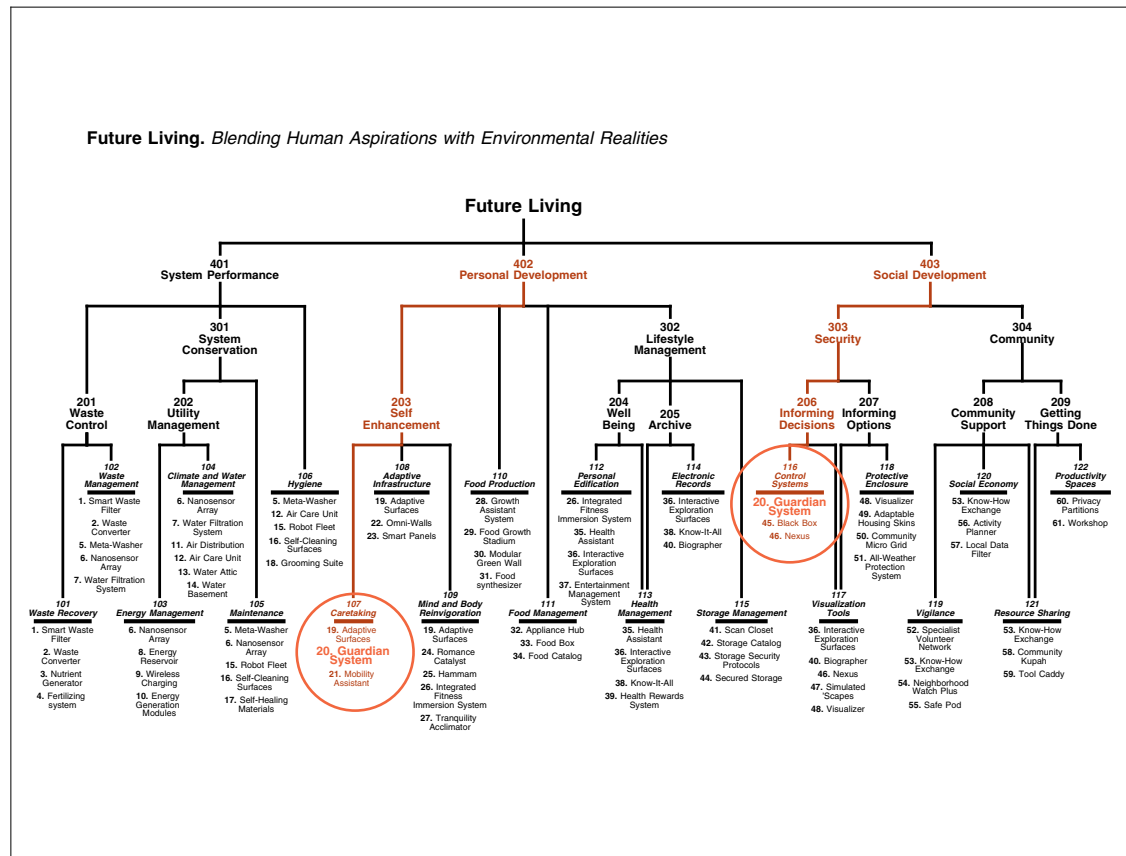 Future Living. Blending Human Aspirations with Environmental Realities
Future Living
401
System Performance
402
Personal Development
403
Social Development
301
System
Conservation
302
Lifestyle
Management
303
Security
304
Community
201
Waste
Control
202
Utility
Management
203
Self
Enhancement
204
Well
Being
205
Archive
206
Informing
Decisions
207
Informing
Options
208
Community
Support
209
Getting
Things Done
102
Waste
Management
1. Smart Waste
Filter
2. Waste
Converter
5. Meta-Washer
6. Nanosensor
Array
7. Water Filtration
System
104
Climate and Water
Management
6. Nanosensor
Array
7. Water Filtration
System
11. Air Distribution
12. Air Care Unit
13. Water Attic
14. Water
Basement
106
Hygiene
5. Meta-Washer
12. Air Care Unit
15. Robot Fleet
16. Self-Cleaning
Surfaces
18. Grooming Suite
108
Adaptive
Infrastructure
19. Adaptive
Surfaces
22. Omni-Walls
23. Smart Panels
110
Food Production
28. Growth
Assistant
System
29. Food Growth
Stadium
30. Modular
Green Wall
31. Food
synthesizer
112
Personal
Edification
26. Integrated
Fitness
Immersion System
35. Health
Assistant
36. Interactive
Exploration
Surfaces
37. Entertainment
Management
System
114
Electronic
Records
36. Interactive
Exploration
Surfaces
38. Know-It-All
40. Biographer
116
Control
Systems
20. Guardian
System
45. Black Box
46. Nexus
118
Protective
Enclosure
48. Visualizer
49. Adaptable
Housing Skins
50. Community
Micro Grid
51. All-Weather
Protection
System
120
Social Economy
53. Know-How
Exchange
56. Activity
Planner
57. Local Data
Filter
122
Productivity
Spaces
60. Privacy
Partitions
61. Workshop
101
Waste Recovery
1. Smart Waste
Filter
2. Waste
Converter
3. Nutrient
Generator
4. Fertilizing
system
103
Energy Management
6. Nanosensor
Array
8. Energy
Reservoir
9. Wireless
Charging
10. Energy
Generation
Modules
105
Maintenance
5. Meta-Washer
6. Nanosensor
Array
15. Robot Fleet
16. Self-Cleaning
Surfaces
17. Self-Healing
Materials
107
Caretaking
19. Adaptive
Surfaces
20. Guardian
System
21. Mobility
Assistant
109
Mind and Body
Reinvigoration
19. Adaptive
Surfaces
24. Romance
Catalyst
25. Hammam
26. Integrated
Fitness
Immersion System
27. Tranquility
Acclimator
111
Food Management
32. Appliance Hub
33. Food Box
34. Food Catalog
113
Health
Management
35. Health
Assistant
36. Interactive
Exploration
Surfaces
38. Know-It-All
39. Health Rewards
System
115
Storage Management
41. Scan Closet
42. Storage Catalog
43. Storage Security
Protocols
44. Secured Storage
117
Visualization
Tools
36. Interactive
Exploration
Surfaces
40. Biographer
46. Nexus
47. Simulated
'Scapes
48. Visualizer
119
Vigilance
52. Specialist
Volunteer
Network
53. Know-How
Exchange
54. Neighborhood
Watch Plus
55. Safe Pod
121
Resource Sharing
53. Know-How
Exchange
58. Community
Kupah
59. Tool Caddy